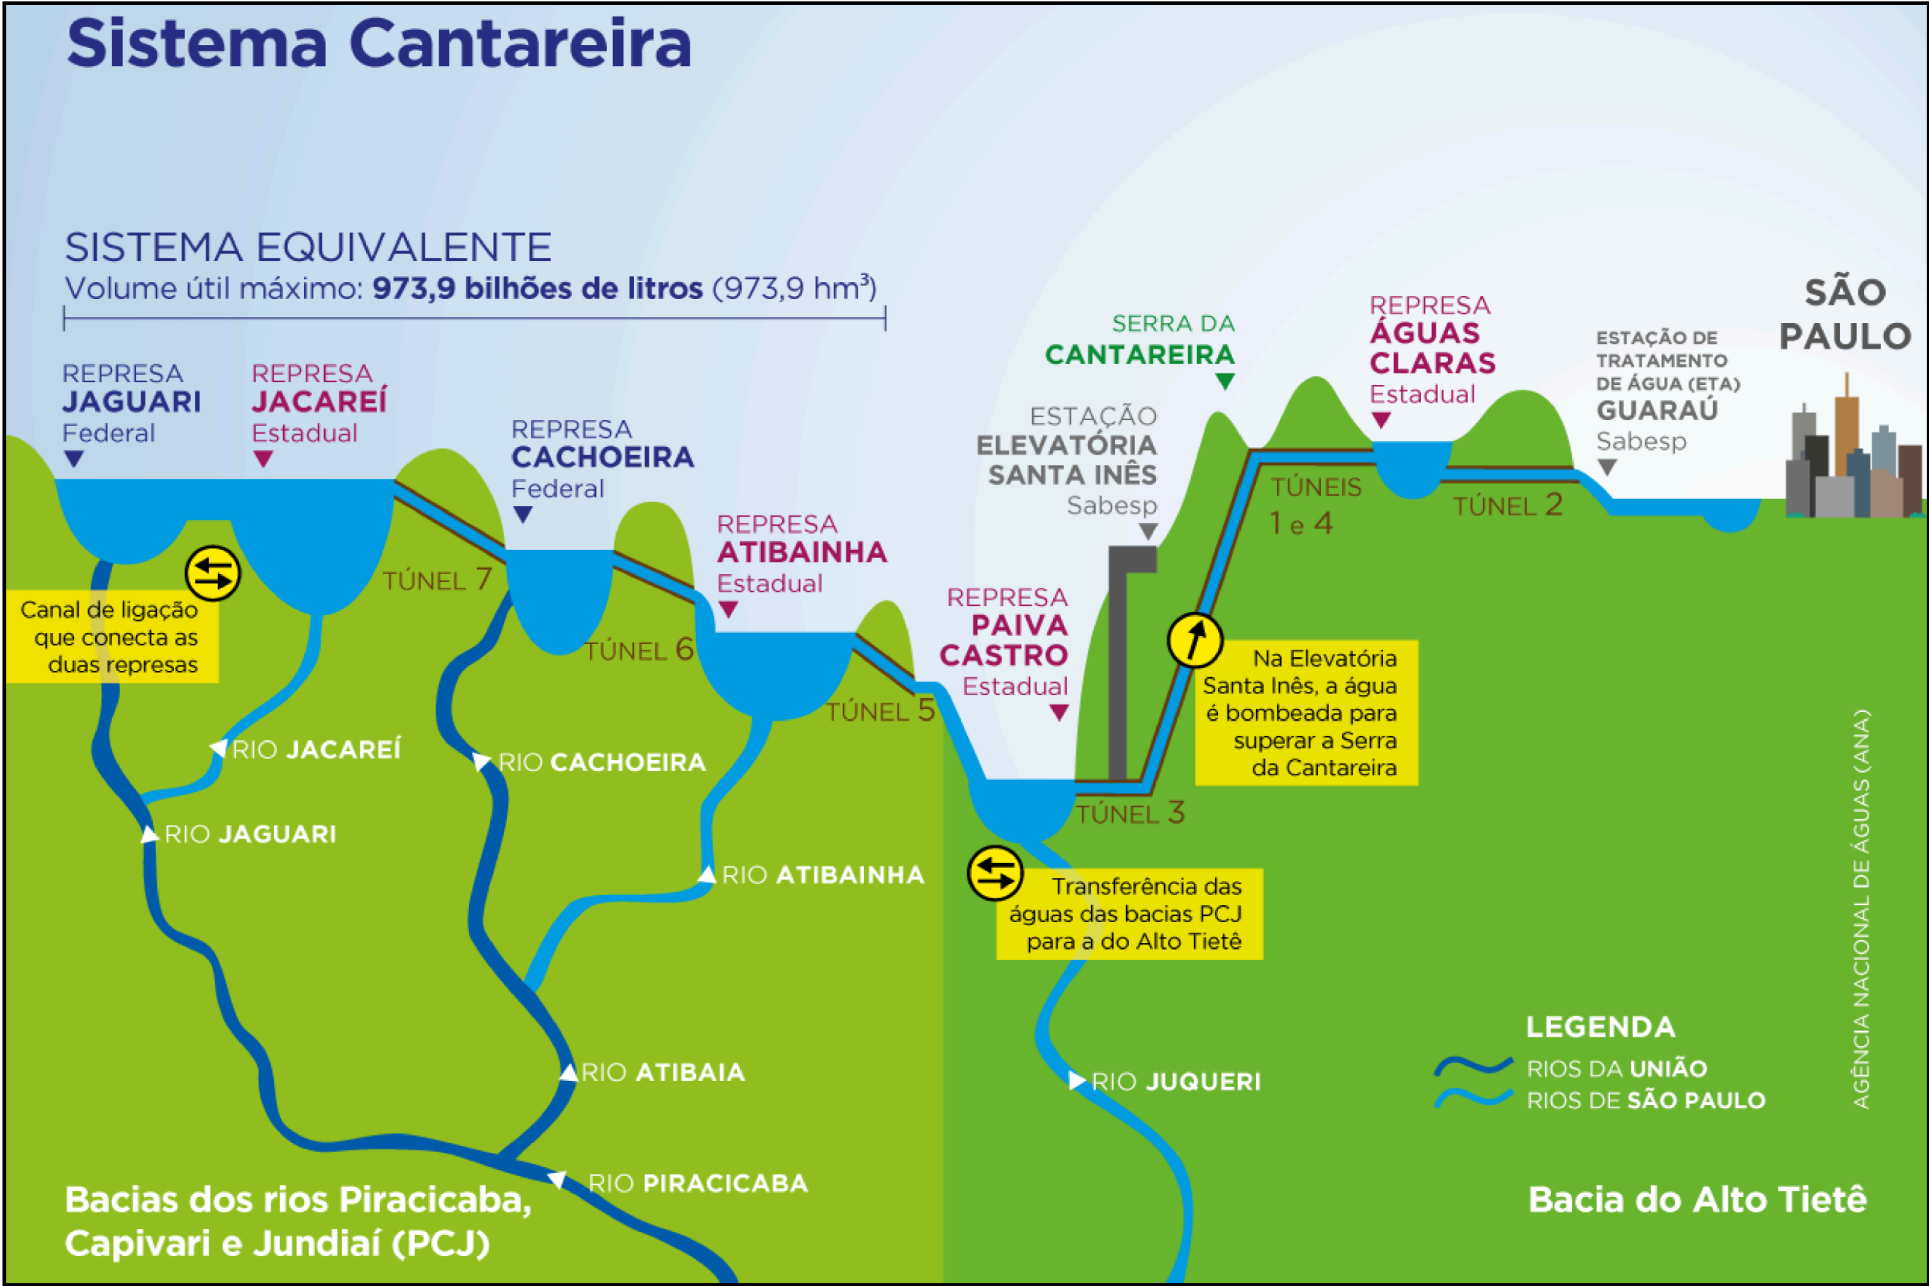 Sistema Cantareira
SISTEMA EQUIVALENTE
Volume útil máximo: 973,9 bilhões de litros (973,9 hm³)
REPRESA
JAGUARI
Federal
REPRESA
JACAREÍ
Estadual
REPRESA
CACHOEIRA
Federal
REPRESA
ATIBAINHA
Estadual
REPRESA
PAIVA
CASTRO
Estadual
ESTAÇÃO
ELEVATÓRIA
SANTA INÊS
Sabesp
SERRA DA
CANTAREIRA
REPRESA
ÁGUAS
CLARAS
Estadual
ESTAÇÃO DE
TRATAMENTO
DE ÁGUA (ETA)
GUARAÚ
Sabesp
SÃO
PAULO
TÚNEL 7
TÚNEL 6
TÚNEL 5
TÚNEL 3
TÚNEIS
1 e 4
TÚNEL 2
Canal de ligação
que conecta as
duas represas
Na Elevatória
Santa Inês, a água
é bombeada para
superar a Serra
da Cantareira
Transferência das
águas das bacias PCJ
para a do Alto Tietê
RIO JACAREÍ
RIO JAGUARI
RIO CACHOEIRA
RIO ATIBAINHA
RIO ATIBAIA
RIO PIRACICABA
RIO JUQUERI
LEGENDA
RIOS DA UNIÃO
RIOS DE SÃO PAULO
AGÊNCIA NACIONAL DE ÁGUAS (ANA)
Bacias dos rios Piracicaba,
Capivari e Jundiaí (PCJ)
Bacia do Alto Tietê